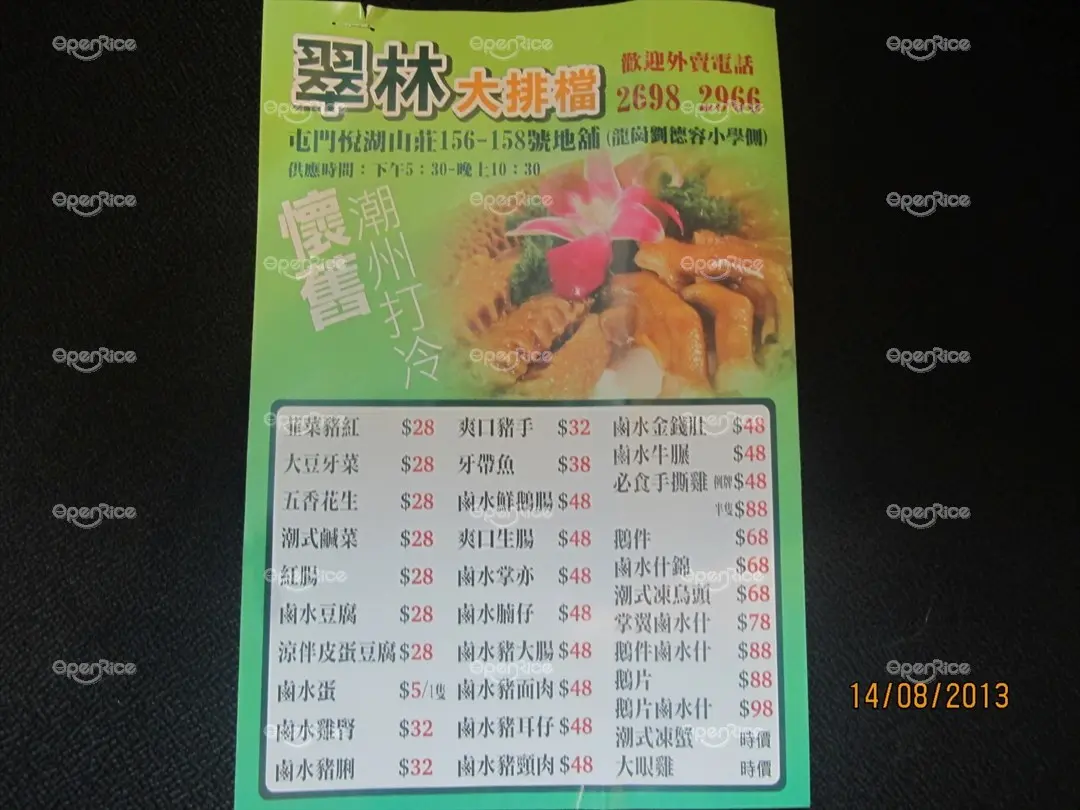 翠林大排檔
歡迎外賣電話
2698 2966
屯門悅湖山莊156-158號地舖(龍崗劉德容小學側)
供應時間：下午5：30-晚上10：30
懷舊
潮州打冷
韮菜豬紅 $28
大豆牙菜 $28
五香花生 $28
潮式鹹菜 $28
紅腸 $28
鹵水豆腐 $28
涼伴皮蛋豆腐 $28
鹵水蛋 $5/1隻
鹵水雞腎 $32
鹵水豬脷 $32
爽口豬手 $32
牙帶魚 $38
鹵水鮮鵝腸 $48
爽口生腸 $48
鹵水掌亦 $48
鹵水腩仔 $48
鹵水豬大腸 $48
鹵水豬面肉 $48
鹵水豬耳仔 $48
鹵水豬頸肉 $48
鹵水金錢肚 $48
鹵水牛𦟌 $48
必食手撕雞 例牌 $48
半隻 $88
鵝件 $68
鹵水什錦 $68
潮式凍烏頭 $68
掌翼鹵水什 $78
鵝件鹵水什 $88
鵝片 $88
鵝片鹵水什 $98
潮式凍蟹 時價
大眼雞 時價
14/08/2013
OpenRice